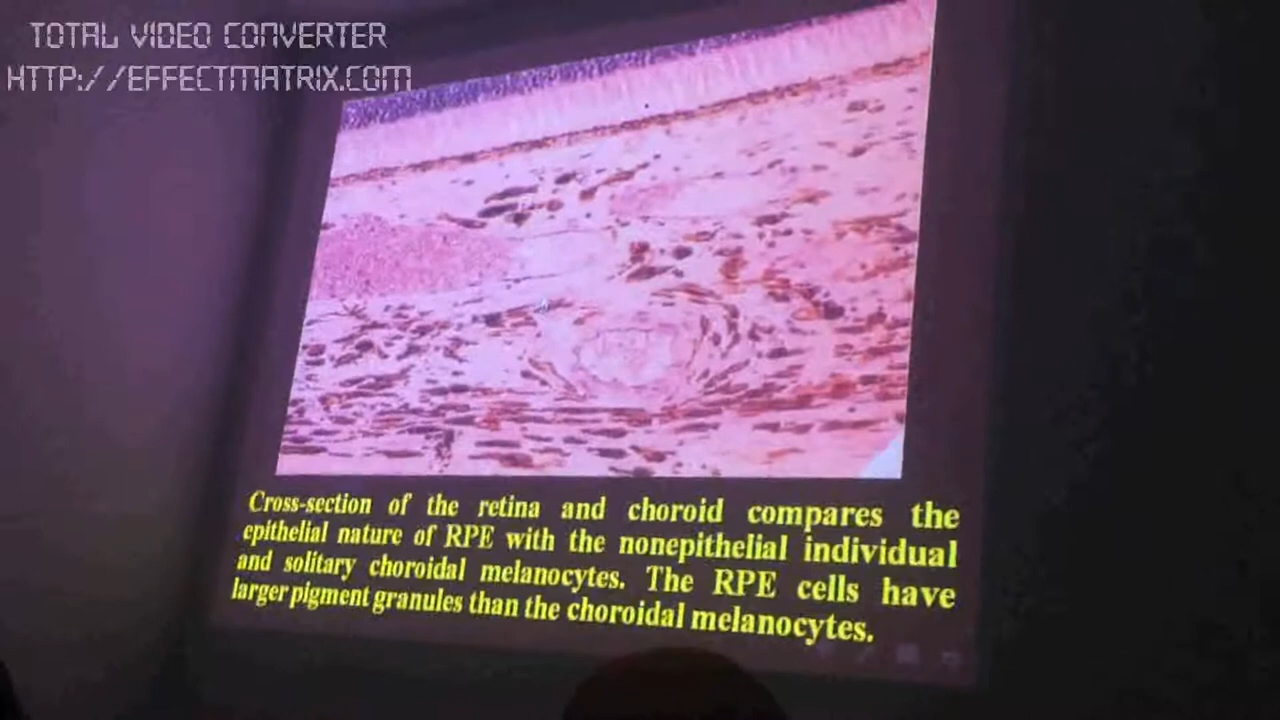 TOTAL VIDEO CONVERTER
HTTP://EFFECTMATRIX.COM
Cross-section of the retina and choroid compares the
epithelial nature of RPE with the nonepithelial individual
and solitary choroidal melanocytes. The RPE cells have
larger pigment granules than the choroidal melanocytes.